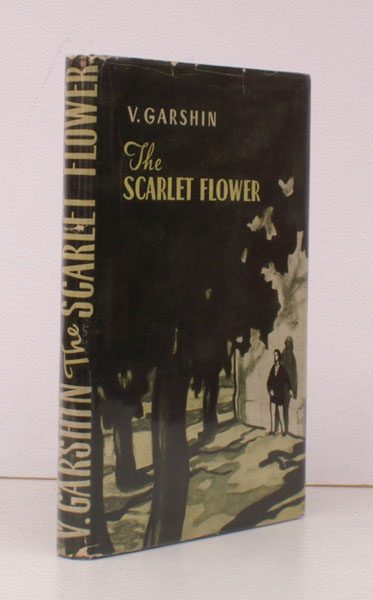 V. GARSHIN
The
SCARLET FLOWER
V. GARSHIN The SCARLET FLOWER